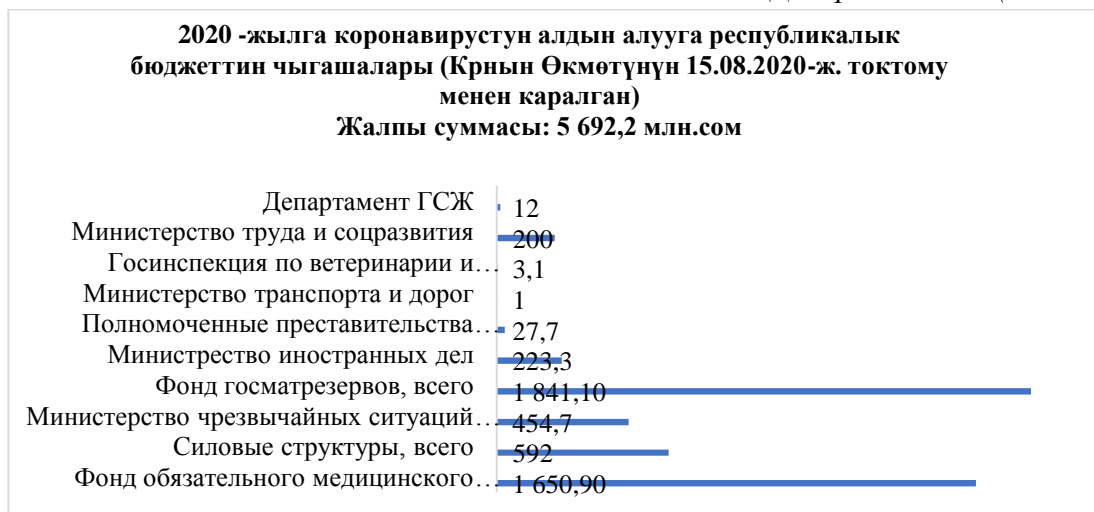 2020 -жылга коронавирустун алдын алууга республикалык
бюджеттин чыгашалары (Крнын Өкмөтүнүн 15.08.2020-ж. токтому
менен каралган)
Жалпы суммасы: 5 692,2 млн.сом
Департамент ГСЖ 12
Министерство труда и соцразвития 200
Госинспекция по ветеринарии и… 3,1
Министерство транспорта и дорог 1
Полномоченные преставительства… 27,7
Министрество иностранных дел 223,3
Фонд госматрезервов, всего 1 841,10
Министерство чрезвычайных ситуаций… 454,7
Силовые структуры, всего 592
Фонд обязательного медицинского… 1 650,90